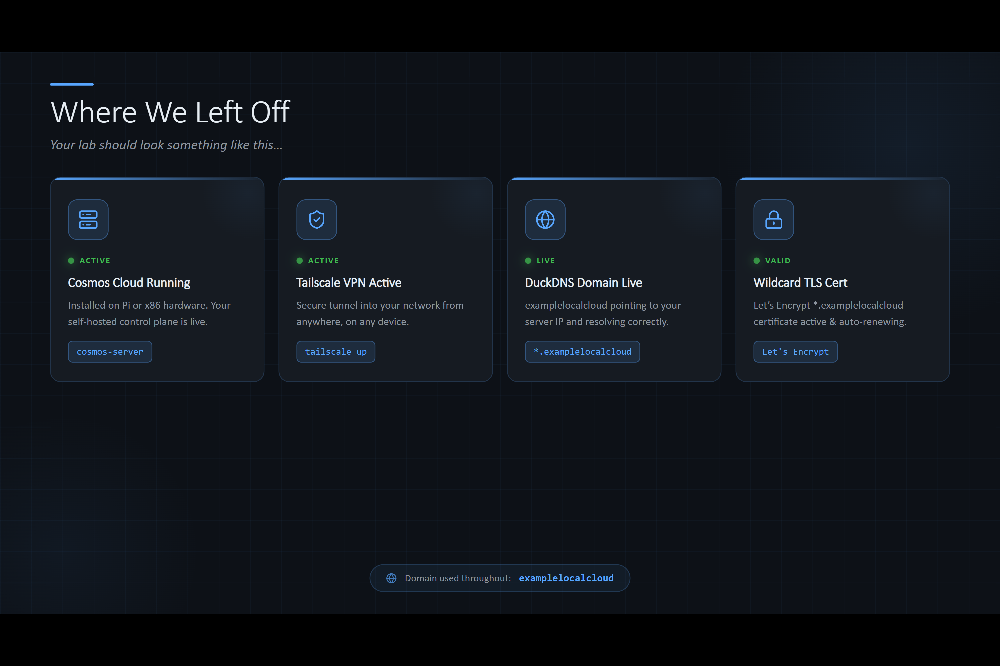 Where We Left Off
Your lab should look something like this...
ACTIVE
Cosmos Cloud Running
Installed on Pi or x86 hardware. Your
self-hosted control plane is live.
cosmos-server
ACTIVE
Tailscale VPN Active
Secure tunnel into your network from
anywhere, on any device.
tailscale up
LIVE
DuckDNS Domain Live
examplelocalcloud pointing to your
server IP and resolving correctly.
*.examplelocalcloud
VALID
Wildcard TLS Cert
Let’s Encrypt *.examplelocalcloud
certificate active & auto-renewing.
Let's Encrypt
Domain used throughout: examplelocalcloud